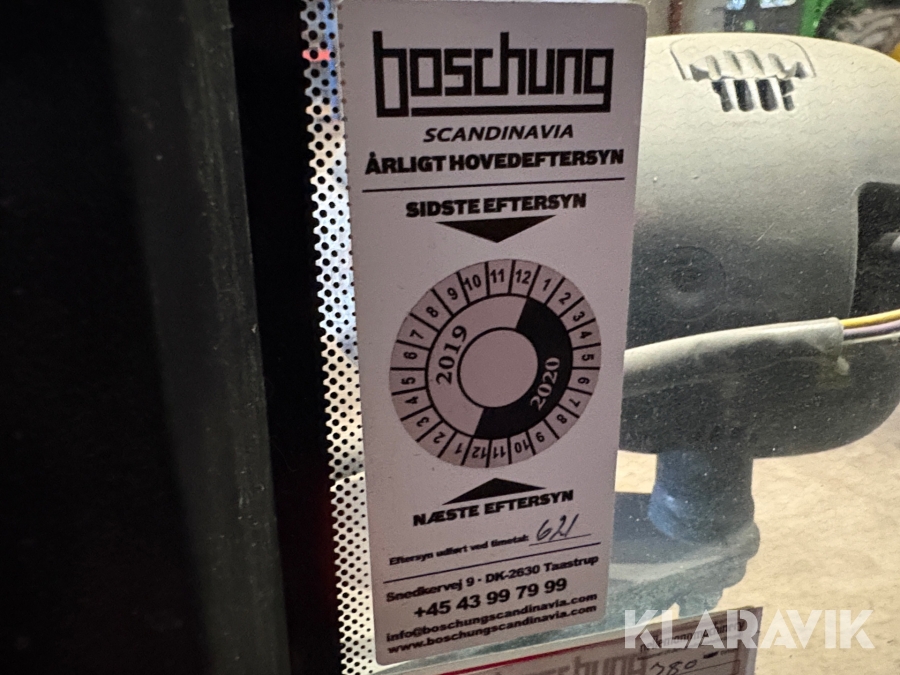 boschung
SCANDINAVIA
ÅRLIGT HOVEDEFTERSYN
SIDSTE EFTERSYN
1 2 3 4 5 6 7 8 9 10 11 12
2020
1 2 3 4 5 6 7 8 9 10 11 12
2019
NÆSTE EFTERSYN
Eftersyn udført ved timetal: 621
Snedkervej 9 · DK-2630 Taastrup
+45 43 99 79 99
info@boschungscandinavia.com
www.boschungscandinavia.com
KLARAVIK
boschung
780